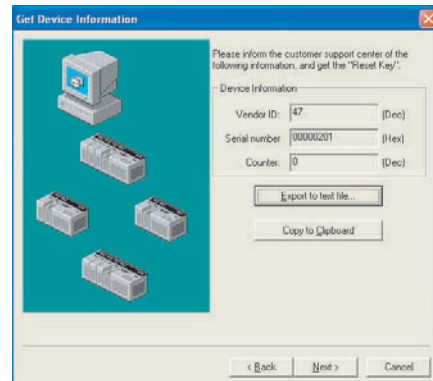 Get Device Information
Please inform the customer support center of the
following information, and get the "Reset Key".
Device Information
Vendor ID: 47 (Dec)
Serial number 00000201 (Hex)
Counter: 0 (Dec)
Export to text file...
Copy to Clipboard
< Back Next > Cancel